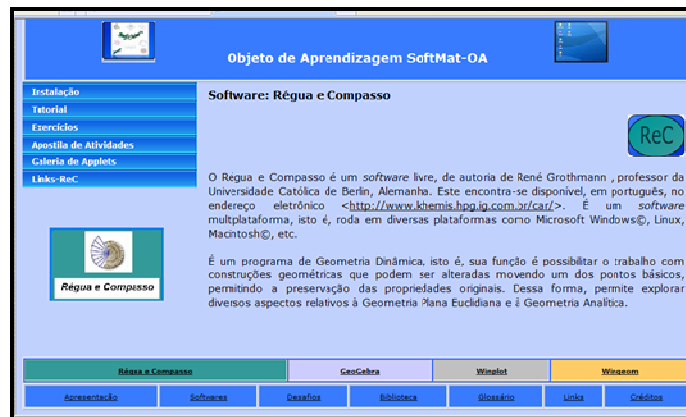 Objeto de Aprendizagem SoftMat-OA
Instalação
Tutorial
Exercícios
Apostila de Atividades
Galeria de Applets
Links-ReC
Software: Régua e Compasso
ReC
O Régua e Compasso é um software livre, de autoria de René Grothmann , professor da
Universidade Católica de Berlin, Alemanha. Este encontra-se disponível, em português, no
endereço eletrônico <http://www.khemis.hpg.ig.com.br/car/>. É um software
multplataforma, isto é, roda em diversas plataformas como Microsoft Windows©, Linux,
Macintosh©, etc.
É um programa de Geometria Dinâmica, isto é, sua função é possibilitar o trabalho com
construções geométricas que podem ser alteradas movendo um dos pontos básicos,
permitindo a preservação das propriedades originais. Dessa forma, permite explorar
diversos aspectos relativos à Geometria Plana Euclidiana e à Geometria Analítica.
Régua e Compasso
Régua e Compasso GeoGebra Winplot Wingeom
Apresentação Softwares Desafios Biblioteca Glossário Links Créditos